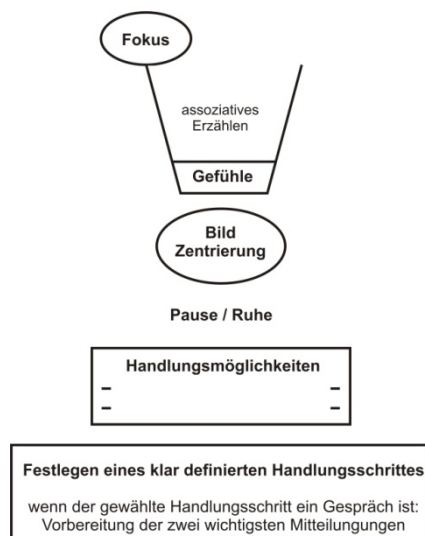 Fokus
assoziatives
Erzählen
Gefühle
Bild
Zentrierung
Pause / Ruhe
Handlungsmöglichkeiten
– –
– –
Festlegen eines klar definierten Handlungsschrittes
wenn der gewählte Handlungsschritt ein Gespräch ist:
Vorbereitung der zwei wichtigsten Mitteilungungen